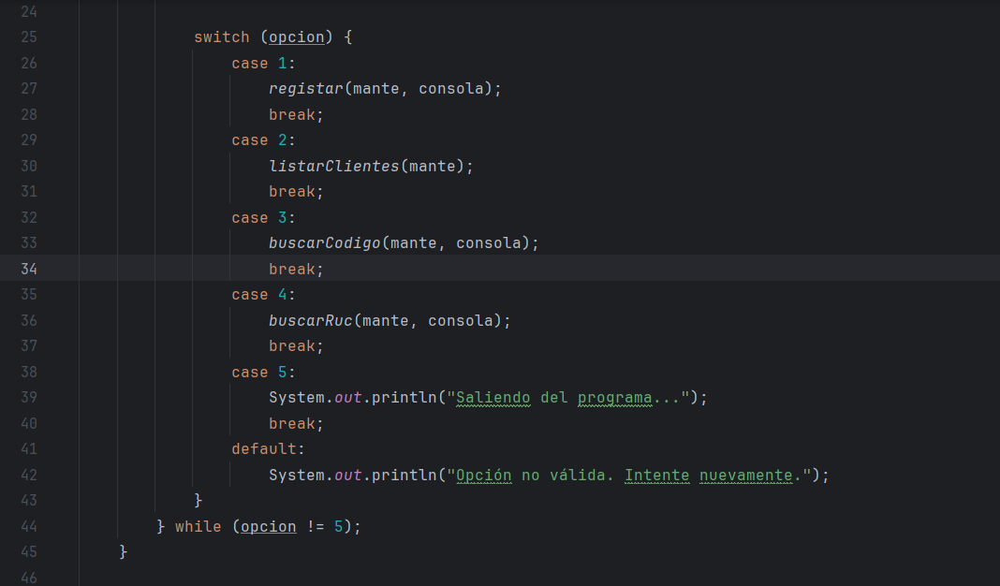 24
25 switch (opcion) {
26 case 1:
27 registar(mante, consola);
28 break;
29 case 2:
30 listarClientes(mante);
31 break;
32 case 3:
33 buscarCodigo(mante, consola);
34 break;
35 case 4:
36 buscarRuc(mante, consola);
37 break;
38 case 5:
39 System.out.println("Saliendo del programa...");
40 break;
41 default:
42 System.out.println("Opción no válida. Intente nuevamente.");
43 }
44 } while (opcion != 5);
45 }
46